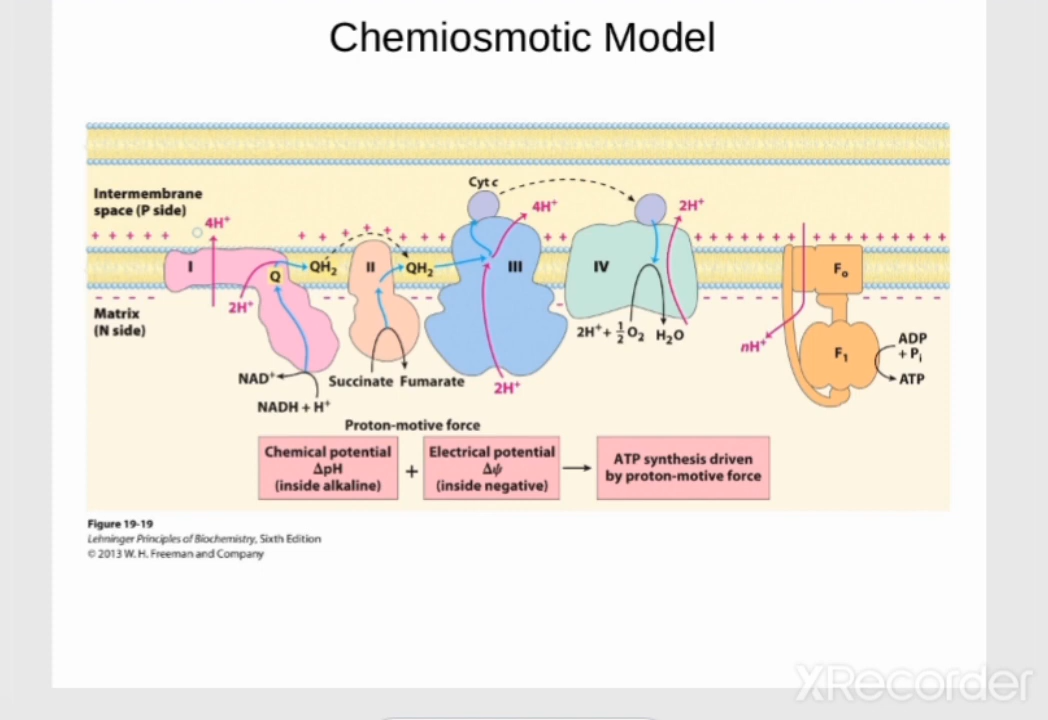 Chemiosmotic Model
Intermembrane
space (P side)
4H⁺
Cyt c
4H⁺
2H⁺
+ + + + +
+ + + + + + +
+ +
+ + + + + + + + + + + + + + + + + +
I
Q
QH₂
II
QH₂
III
IV
Fₒ
2H⁺
Matrix
(N side)
2H⁺ + ½O₂ H₂O
nH⁺
F₁
ADP
+ Pᵢ
ATP
NAD⁺
Succinate Fumarate
2H⁺
NADH + H⁺
Proton-motive force
Chemical potential
ΔpH
(inside alkaline)
+
Electrical potential
Δψ
(inside negative)
ATP synthesis driven
by proton-motive force
Figure 19-19
Lehninger Principles of Biochemistry, Sixth Edition
© 2013 W. H. Freeman and Company
XRecorder